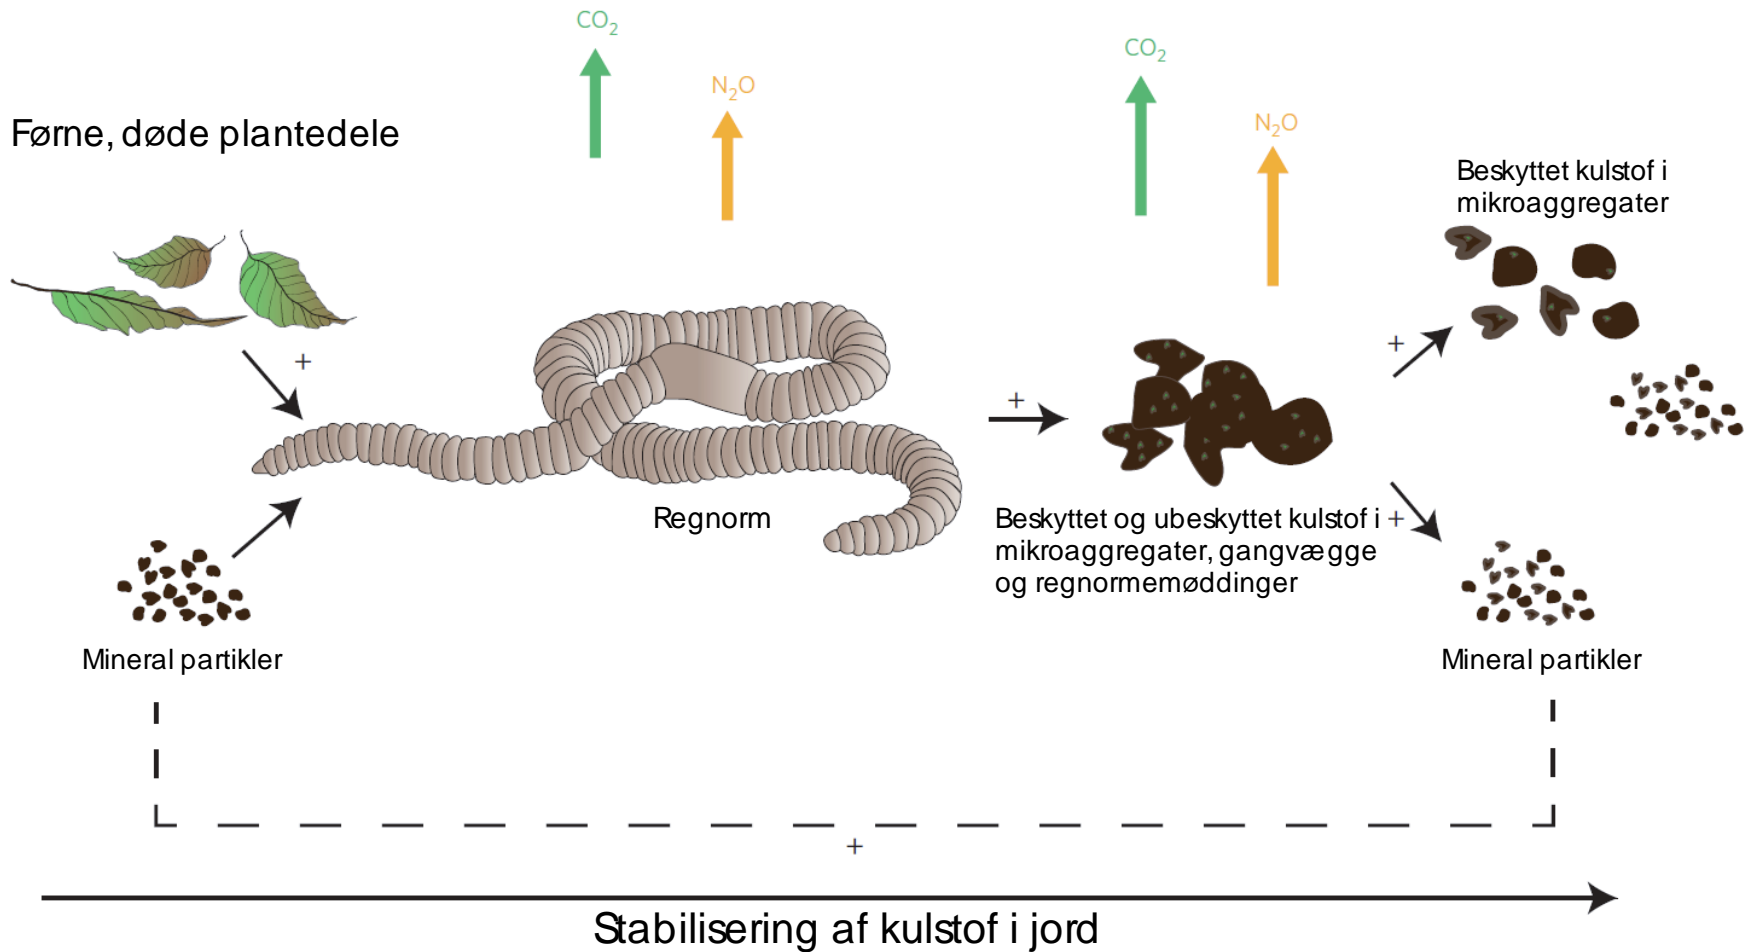 CO₂
N₂O
CO₂
N₂O
Førne, døde plantedele
Beskyttet kulstof i
mikroaggregater
+
+
+
Regnorm
Beskyttet og ubeskyttet kulstof i
mikroaggregater, gangvægge
og regnormemøddinger
+
Mineral partikler
Mineral partikler
+
Stabilisering af kulstof i jord